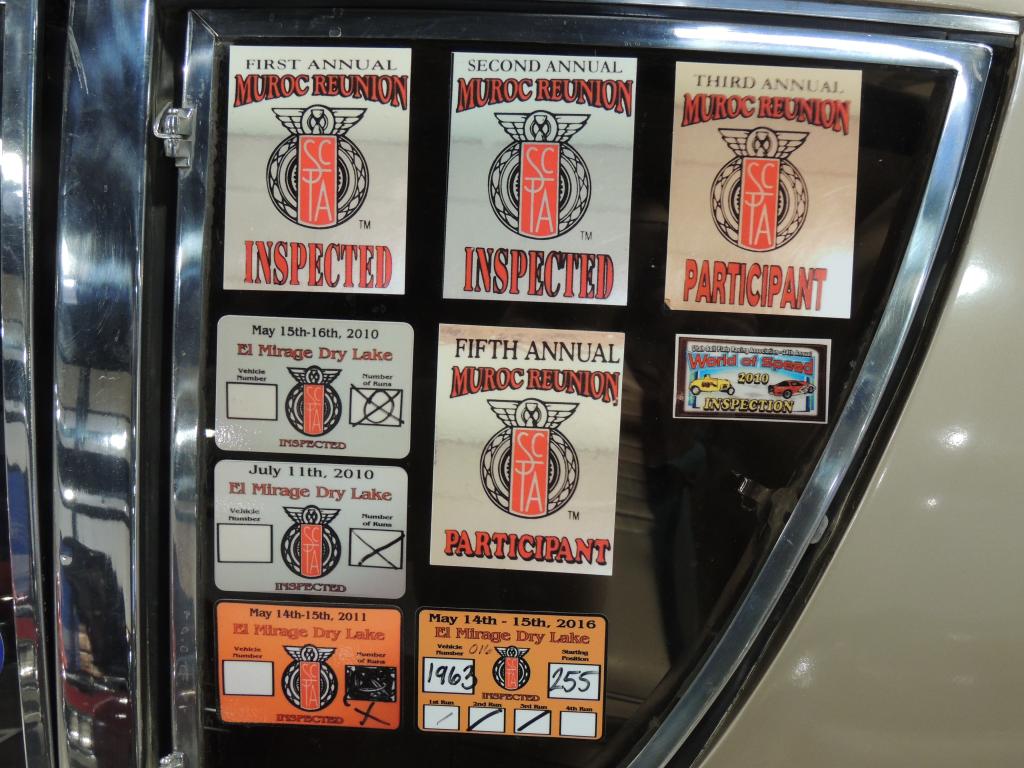 FIRST ANNUAL
MUROC REUNION
SCTA
TM
INSPECTED
SECOND ANNUAL
MUROC REUNION
SCTA
TM
INSPECTED
THIRD ANNUAL
MUROC REUNION
SCTA
PARTICIPANT
May 15th-16th, 2010
El Mirage Dry Lake
Vehicle Number
Number of Runs
SCTA
INSPECTED
FIFTH ANNUAL
MUROC REUNION
SCTA
TM
PARTICIPANT
Utah Salt Flats Racing Association
World of Speed
2010
INSPECTION
July 11th, 2010
El Mirage Dry Lake
Vehicle Number
Number of Runs
SCTA
INSPECTED
May 14th-15th, 2011
El Mirage Dry Lake
Vehicle Number
Number of Runs
SCTA
INSPECTED
May 14th - 15th, 2016
El Mirage Dry Lake
Vehicle Number
Starting Position
1963
SCTA
255
INSPECTED
1st Run 2nd Run 3rd Run 4th Run